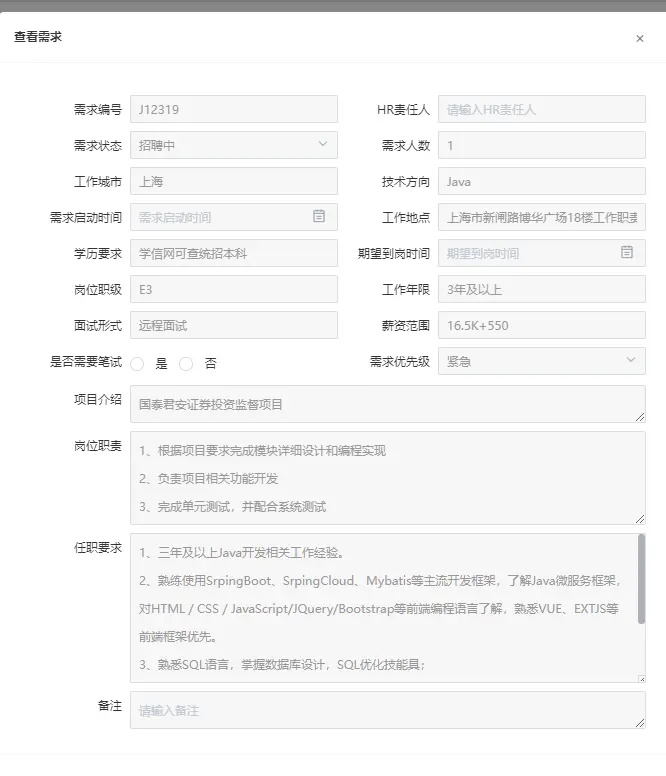 查看需求
×
需求编号 J12319 HR责任人 请输入HR责任人
需求状态 招聘中 需求人数 1
工作城市 上海 技术方向 Java
需求启动时间 需求启动时间 工作地点 上海市新闸路博华广场18楼工作职责
学历要求 学信网可查统招本科 期望到岗时间 期望到岗时间
岗位职级 E3 工作年限 3年及以上
面试形式 远程面试 薪资范围 16.5K+550
是否需要笔试 是 否 需求优先级 紧急
项目介绍 国泰君安证券投资监督项目
岗位职责 1、根据项目要求完成模块详细设计和编程实现
2、负责项目相关功能开发
3、完成单元测试，并配合系统测试
任职要求 1、三年及以上Java开发相关工作经验。
2、熟练使用SrpingBoot、SrpingCloud、Mybatis等主流开发框架，了解Java微服务框架，
对HTML / CSS / JavaScript/JQuery/Bootstrap等前端编程语言了解，熟悉VUE、EXTJS等
前端框架优先。
3、熟悉SQL语言，掌握数据库设计，SQL优化技能具；
备注 请输入备注